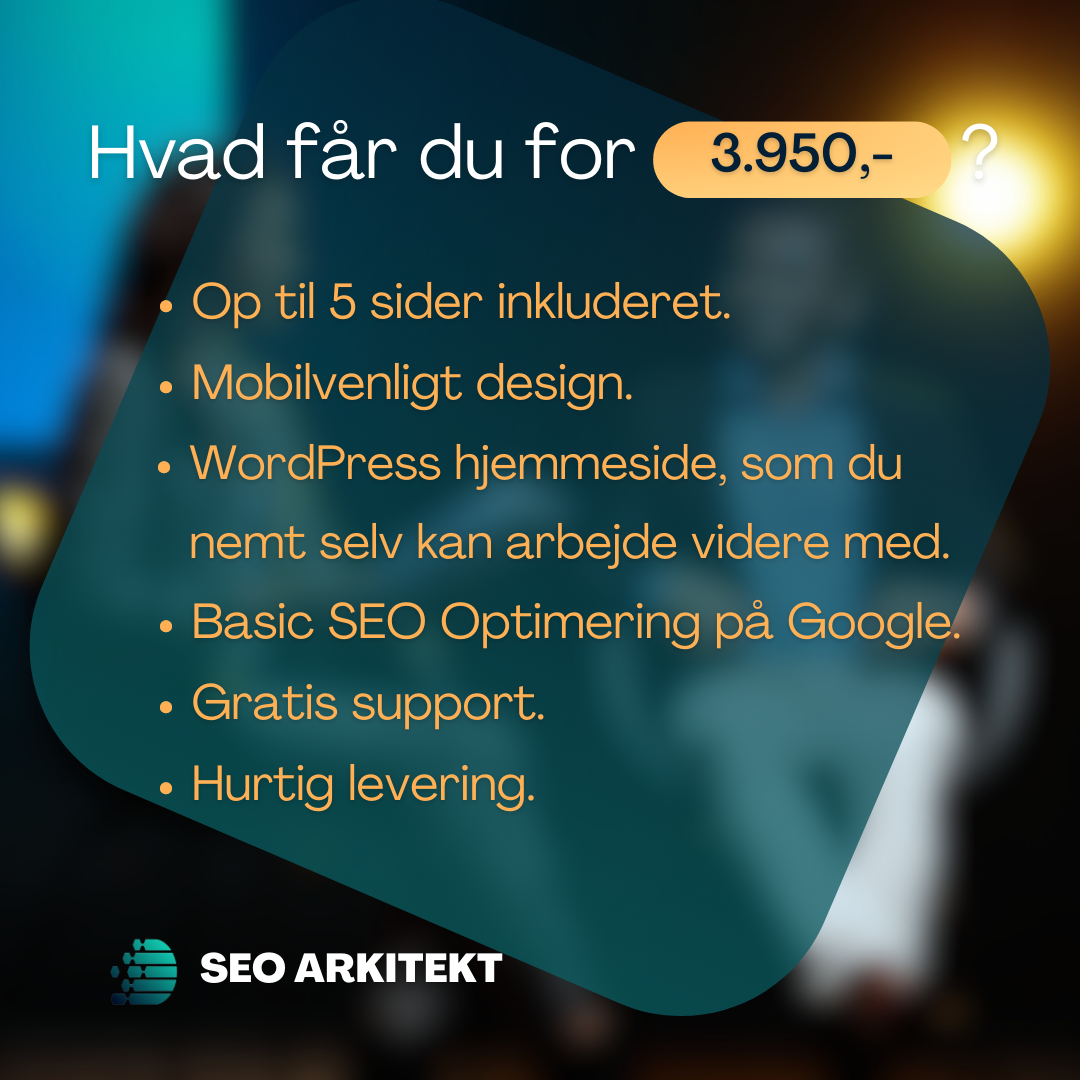 Hvad får du for 3.950,- ?
• Op til 5 sider inkluderet.
• Mobilvenligt design.
• WordPress hjemmeside, som du
nemt selv kan arbejde videre med.
• Basic SEO Optimering på Google.
• Gratis support.
• Hurtig levering.
SEO ARKITEKT